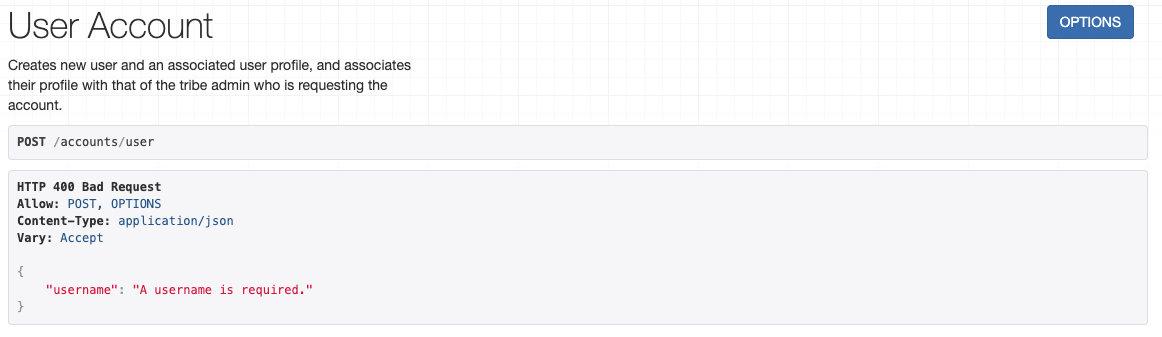 User Account
OPTIONS
Creates new user and an associated user profile, and associates
their profile with that of the tribe admin who is requesting the
account.
POST /accounts/user
HTTP 400 Bad Request
Allow: POST, OPTIONS
Content-Type: application/json
Vary: Accept
{
    "username": "A username is required."
}